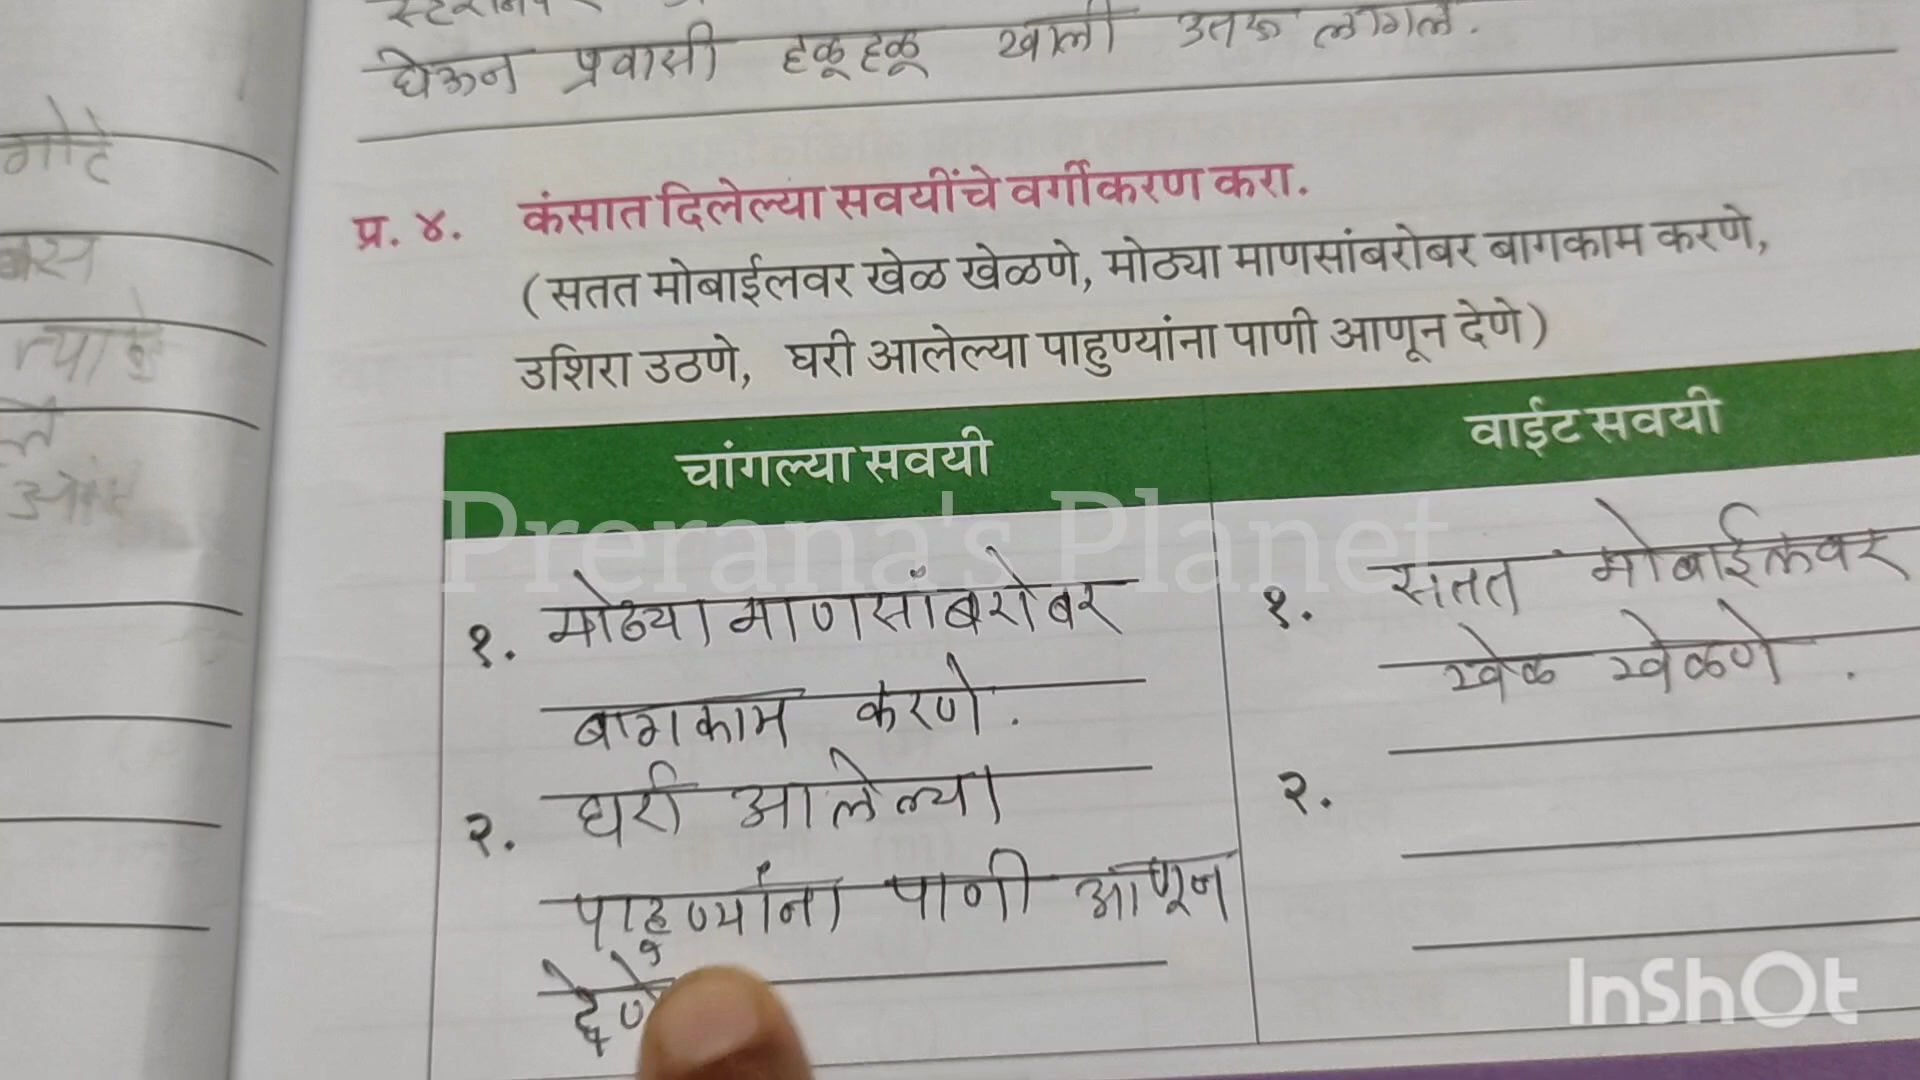 घेऊन प्रवासी हळूहळू खाली उतरू लागले.
गोटे
प्र. ४. कंसात दिलेल्या सवयींचे वर्गीकरण करा.
(सतत मोबाईलवर खेळ खेळणे, मोठ्या माणसांबरोबर बागकाम करणे,
उशिरा उठणे, घरी आलेल्या पाहुण्यांना पाणी आणून देणे)
चांगल्या सवयी
वाईट सवयी
Prerana's Planet
१. मोठ्या माणसांबरोबर
बागकाम करणे.
२. घरी आलेल्या
पाहुण्यांना पाणी आणून
देणे
१. सतत मोबाईलवर
खेळ खेळणे.
२.
InShOt